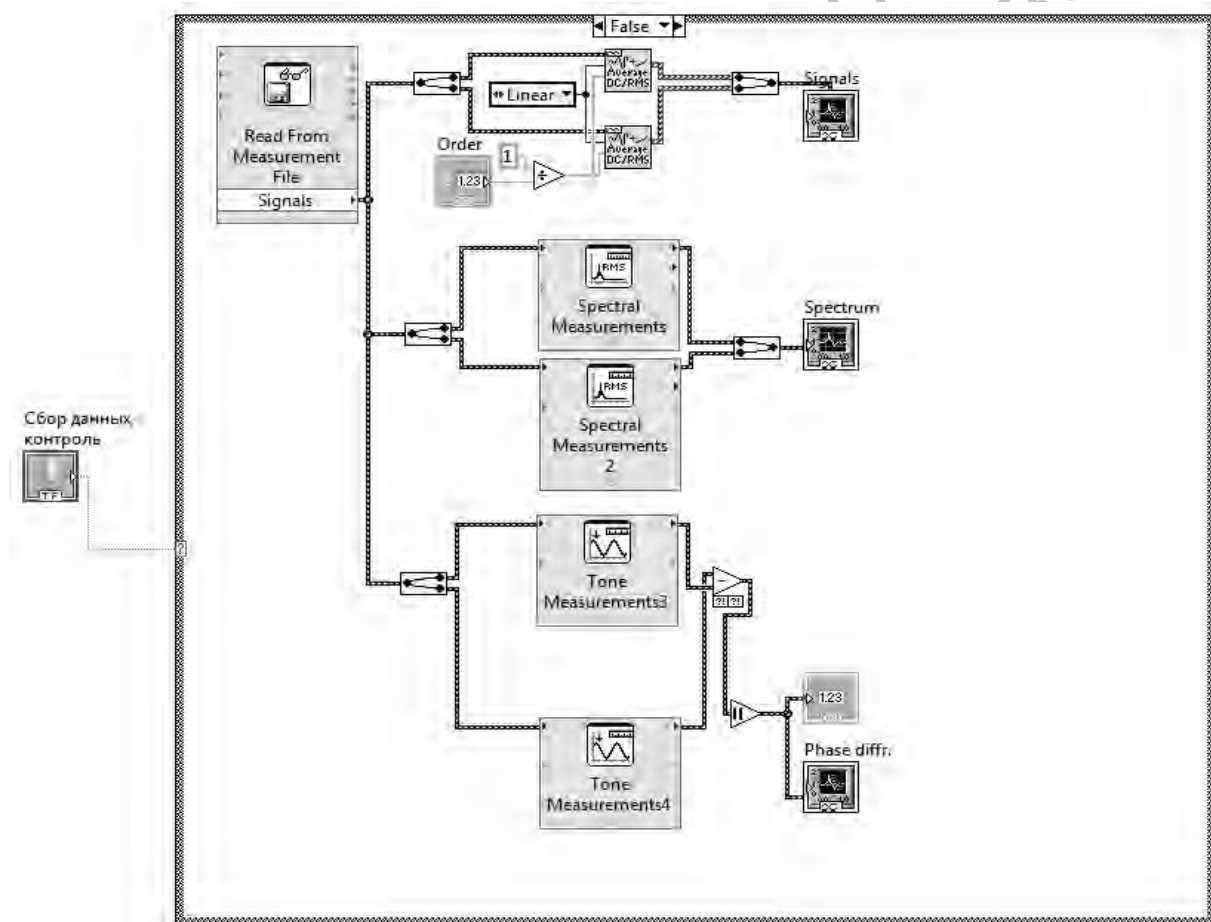 False
Read From
Measurement
File
Signals
Linear
Average
DC/RMS
Average
DC/RMS
Order
1
1.23
Signals
RMS
Spectral
Measurements
RMS
Spectral
Measurements
2
Spectrum
Сбор данных,
контроль
TF
?
Tone
Measurements3
?!?!
Tone
Measurements4
1.23
Phase diffr.